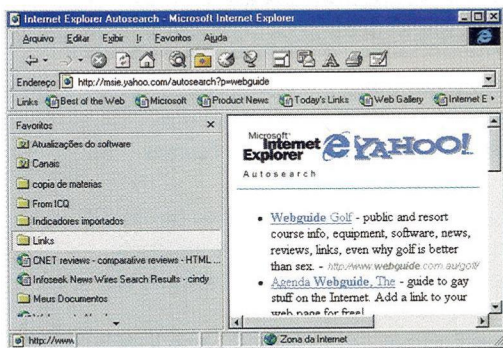 Internet Explorer Autosearch - Microsoft Internet Explorer
Arquivo Editar Exibir Ir Favoritos Ajuda
Endereço http://msie.yahoo.com/autosearch?p=webguide
Links Best of the Web Microsoft Product News Today's Links Web Gallery Internet E
Favoritos
Atualizações do software
Canais
copia de materias
From ICQ
Indicadores importados
Links
CNET reviews - comparative reviews - HTML ...
Infoseek News Wires Search Results - cindy
Meus Documentos
Microsoft
Internet
Explorer
YAHOO!
Autosearch
Webguide Golf - public and resort
course info, equipment, software, news,
reviews, links, even why golf is better
than sex. - http://www.webguide.com.au/golf/
Agenda Webguide, The - guide to gay
stuff on the Internet. Add a link to your
web page for free!
http://www
Zona da Internet